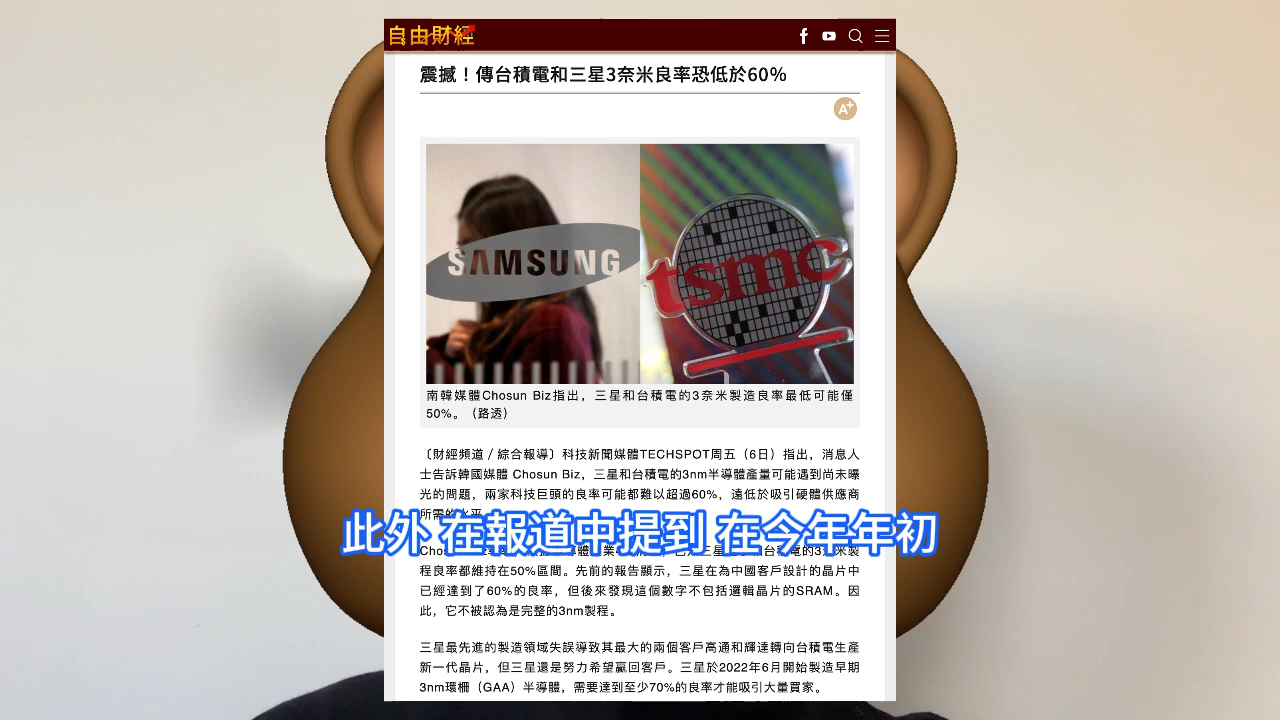 自由財經
震撼！傳台積電和三星3奈米良率恐低於60%
A+
SAMSUNG
tsmc
南韓媒體Chosun Biz指出，三星和台積電的3奈米製造良率最低可能僅
50%。（路透）
〔財經頻道／綜合報導〕科技新聞媒體TECHSPOT周五（6日）指出，消息人
士告訴韓國媒體 Chosun Biz，三星和台積電的3nm半導體產量可能遇到尚未曝
光的問題，兩家科技巨頭的良率可能都難以超過60%，遠低於吸引硬體供應商
所需的水平。
此外 在報道中提到 在今年年初
程良率都維持在50%區間。先前的報告顯示，三星在為中國客戶設計的晶片中
已經達到了60%的良率，但後來發現這個數字不包括邏輯晶片的SRAM。因
此，它不被認為是完整的3nm製程。
三星最先進的製造領域失誤導致其最大的兩個客戶高通和輝達轉向台積電生產
新一代晶片，但三星還是努力希望贏回客戶。三星於2022年6月開始製造早期
3nm環柵（GAA）半導體，需要達到至少70%的良率才能吸引大量買家。